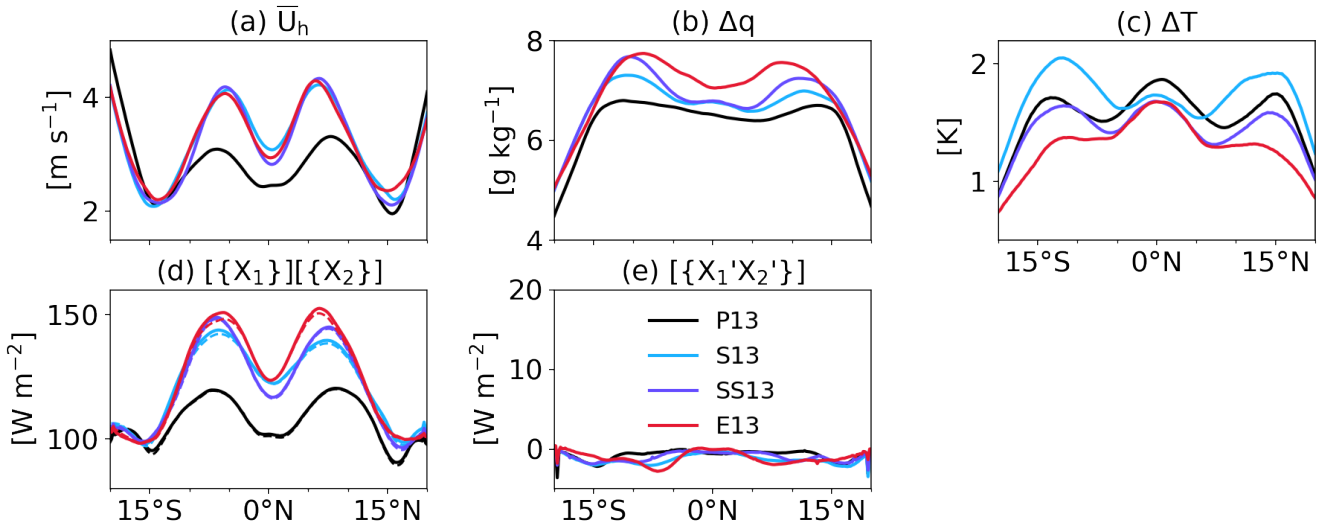 (a) U̅ₕ
(b) Δq
(c) ΔT
[m s⁻¹]
4
2
[g kg⁻¹]
8
6
4
[K]
2
1
15°S 0°N 15°N
(d) [{X₁}][{X₂}]
(e) [{X₁'X₂'}]
[W m⁻²]
150
100
[W m⁻²]
20
10
0
P13
S13
SS13
E13
15°S 0°N 15°N
15°S 0°N 15°N